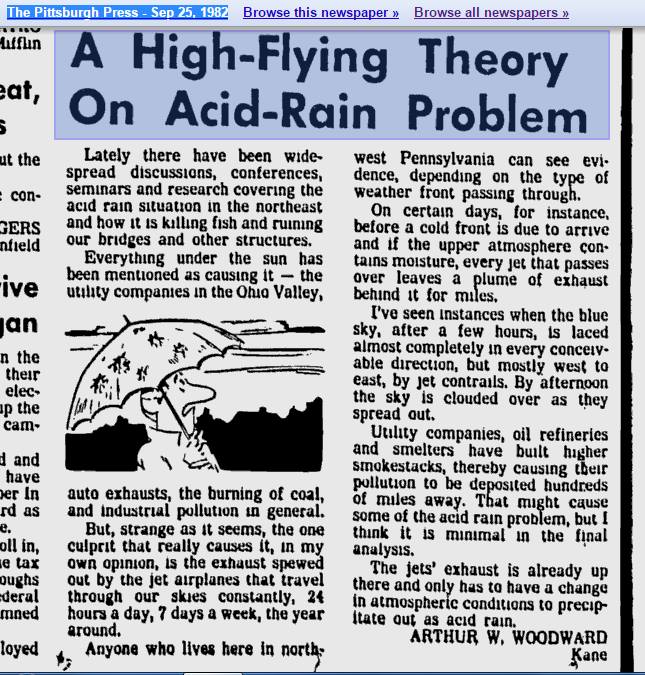 The Pittsburgh Press - Sep 25, 1982 Browse this newspaper » Browse all newspapers »
Mifflin
eat,
s
ut the
con-
GERS
nfield
ive
gan
n the
their
elec-
up the
cam-
d and
have
per in
rd as
e.
oll in,
e tax
oughs
ederal
mned
loyed
A High-Flying Theory
On Acid-Rain Problem
Lately there have been wide-
spread discussions, conferences,
seminars and research covering the
acid rain situation in the northeast
and how it is killing fish and ruining
our bridges and other structures.
Everything under the sun has
been mentioned as causing it — the
utility companies in the Ohio Valley,
auto exhausts, the burning of coal,
and industrial pollution in general.
But, strange as it seems, the one
culprit that really causes it, in my
own opinion, is the exhaust spewed
out by the jet airplanes that travel
through our skies constantly, 24
hours a day, 7 days a week, the year
around.
Anyone who lives here in north-
west Pennsylvania can see evi-
dence, depending on the type of
weather front passing through.
On certain days, for instance,
before a cold front is due to arrive
and if the upper atmosphere con-
tains moisture, every jet that passes
over leaves a plume of exhaust
behind it for miles.
I've seen instances when the blue
sky, after a few hours, is laced
almost completely in every conceiv-
able direction, but mostly west to
east, by jet contrails. By afternoon
the sky is clouded over as they
spread out.
Utility companies, oil refineries
and smelters have built higher
smokestacks, thereby causing their
pollution to be deposited hundreds
of miles away. That might cause
some of the acid rain problem, but I
think it is minimal in the final
analysis.
The jets' exhaust is already up
there and only has to have a change
in atmospheric conditions to precip-
itate out as acid rain.
ARTHUR W. WOODWARD
Kane